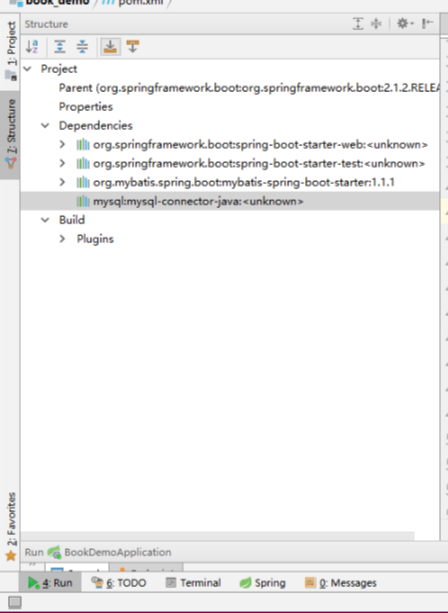 book_demo pom.xml
Structure
Project
Parent (org.springframework.boot:org.springframework.boot:2.1.2.RELEA
Properties
Dependencies
org.springframework.boot:spring-boot-starter-web:<unknown>
org.springframework.boot:spring-boot-starter-test:<unknown>
org.mybatis.spring.boot:mybatis-spring-boot-starter:1.1.1
mysql:mysql-connector-java:<unknown>
Build
Plugins
1: Project
7: Structure
2: Favorites
Run BookDemoApplication
4: Run
6: TODO
Terminal
Spring
0: Messages